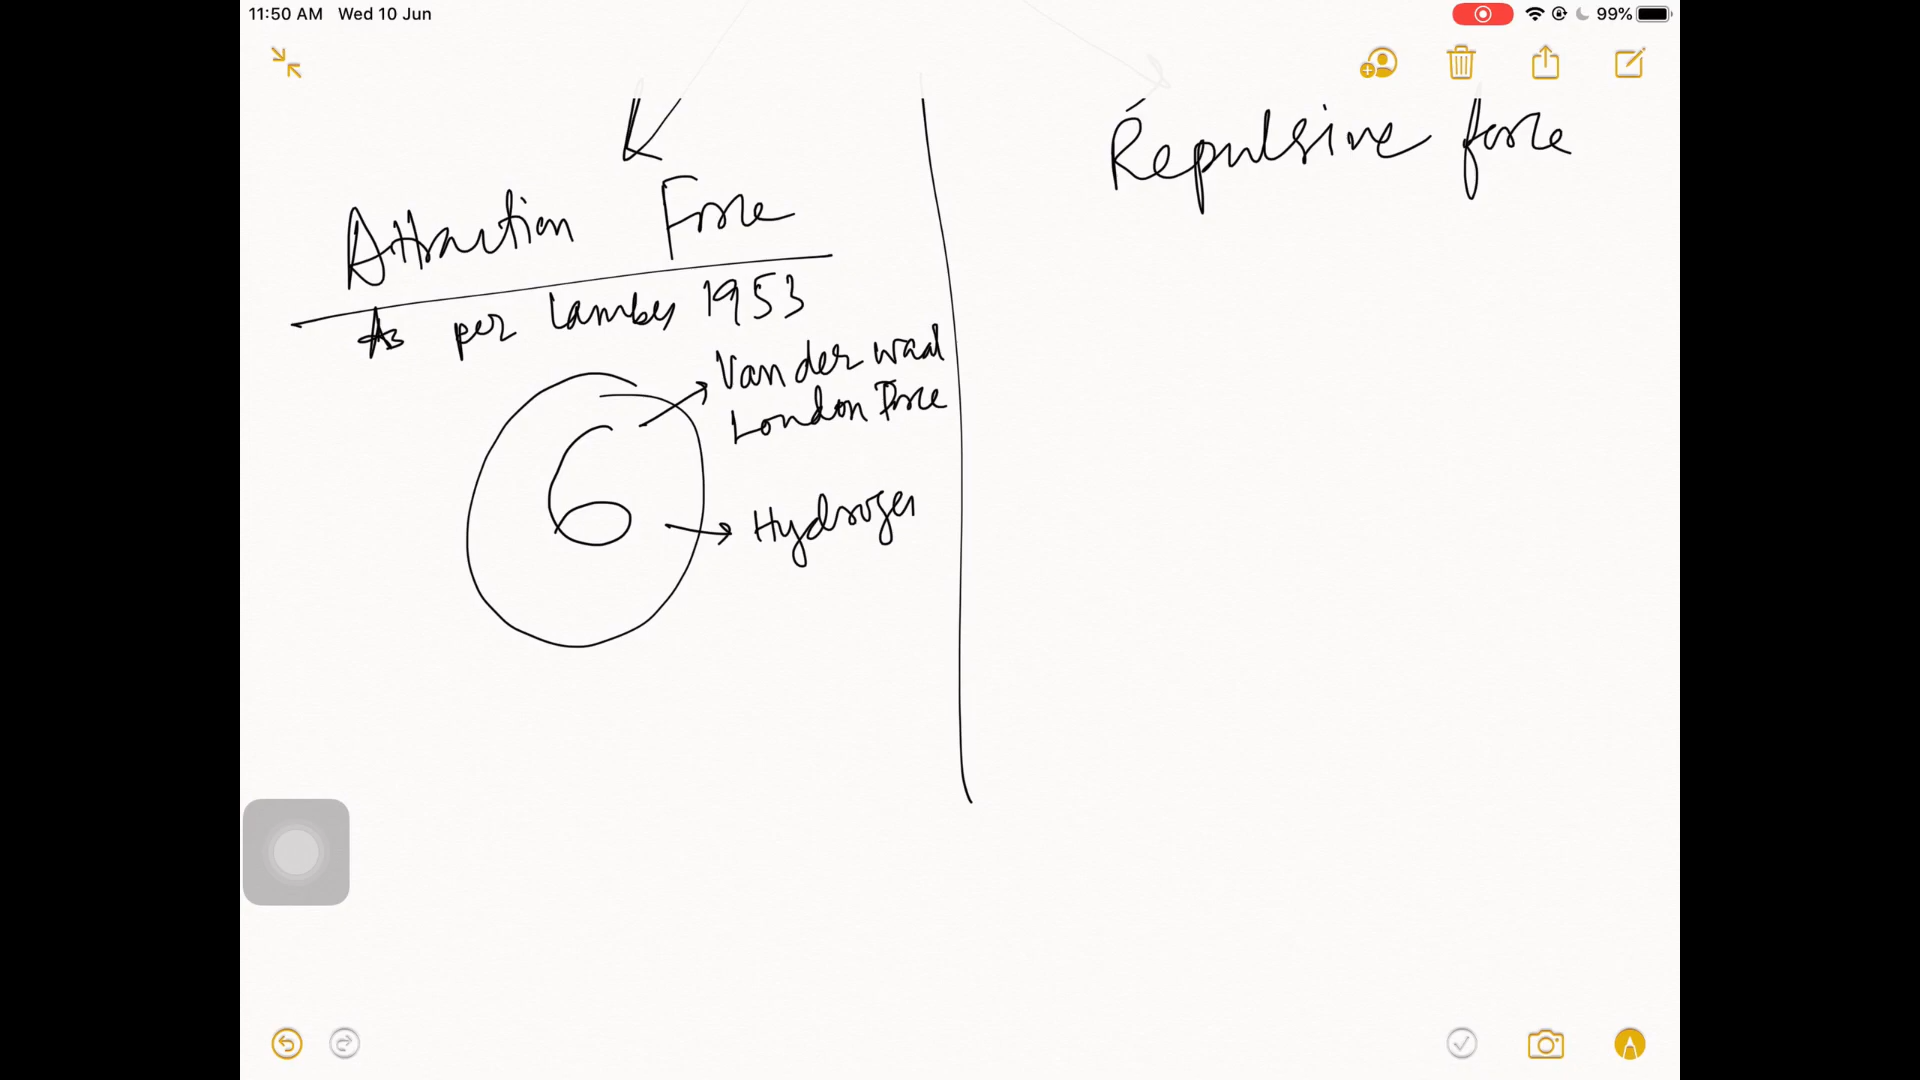 11:50 AM Wed 10 Jun
99%
Repulsive force
Attraction Force
As per Lambes 1953
Van der waal
London Force
6
Hydrogen